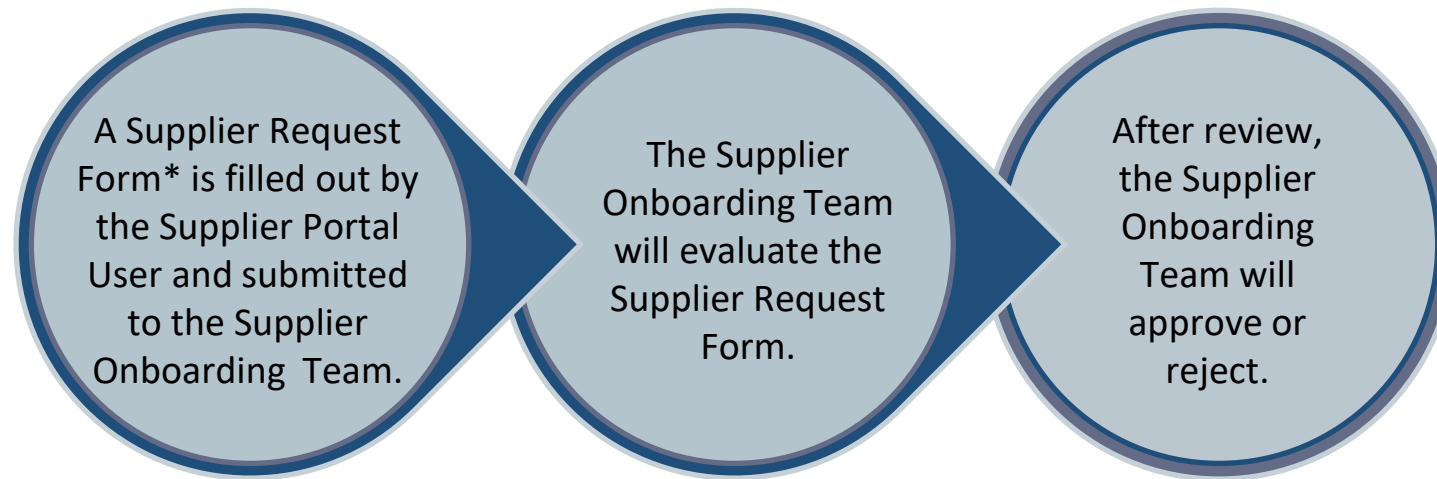 A Supplier Request
Form* is filled out by
the Supplier Portal
User and submitted
to the Supplier
Onboarding  Team.
The Supplier
Onboarding Team
will evaluate the
Supplier Request
Form.
After review,
the Supplier
Onboarding
Team will
approve or
reject.